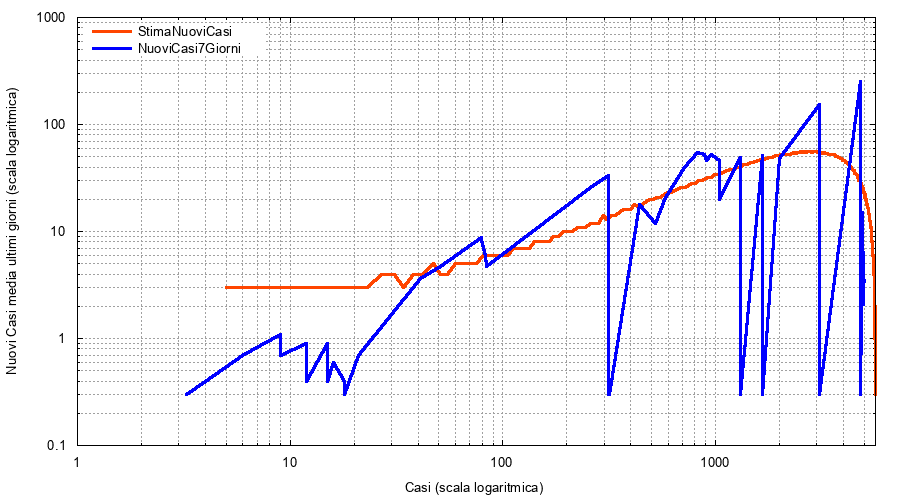 1000
StimaNuoviCasi
NuoviCasi7Giorni
100
10
1
0.1
Nuovi Casi media ultimi giorni (scala logaritmica)
1 10 100 1000
Casi (scala logaritmica)